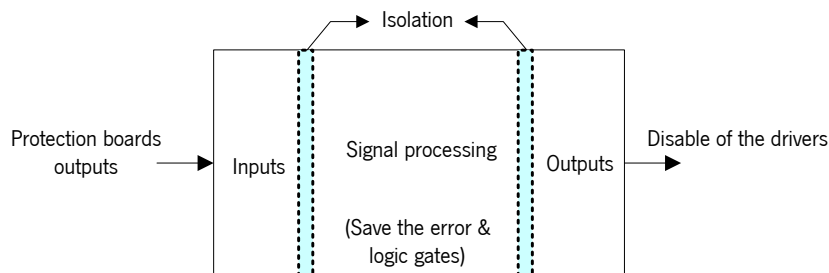 Isolation
Protection boards
outputs
Inputs
Signal processing
(Save the error &
logic gates)
Outputs
Disable of the drivers